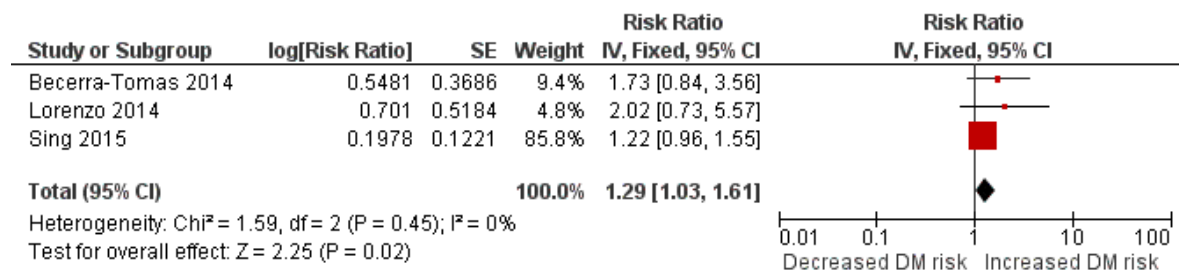 Risk Ratio Risk Ratio
Study or Subgroup log[Risk Ratio] SE Weight IV, Fixed, 95% CI IV, Fixed, 95% CI
Becerra-Tomas 2014 0.5481 0.3686 9.4% 1.73 [0.84, 3.56]
Lorenzo 2014 0.701 0.5184 4.8% 2.02 [0.73, 5.57]
Sing 2015 0.1978 0.1221 85.8% 1.22 [0.96, 1.55]
Total (95% CI) 100.0% 1.29 [1.03, 1.61]
Heterogeneity: Chi² = 1.59, df = 2 (P = 0.45); I² = 0%
Test for overall effect: Z = 2.25 (P = 0.02)
0.01 0.1 1 10 100
Decreased DM risk Increased DM risk